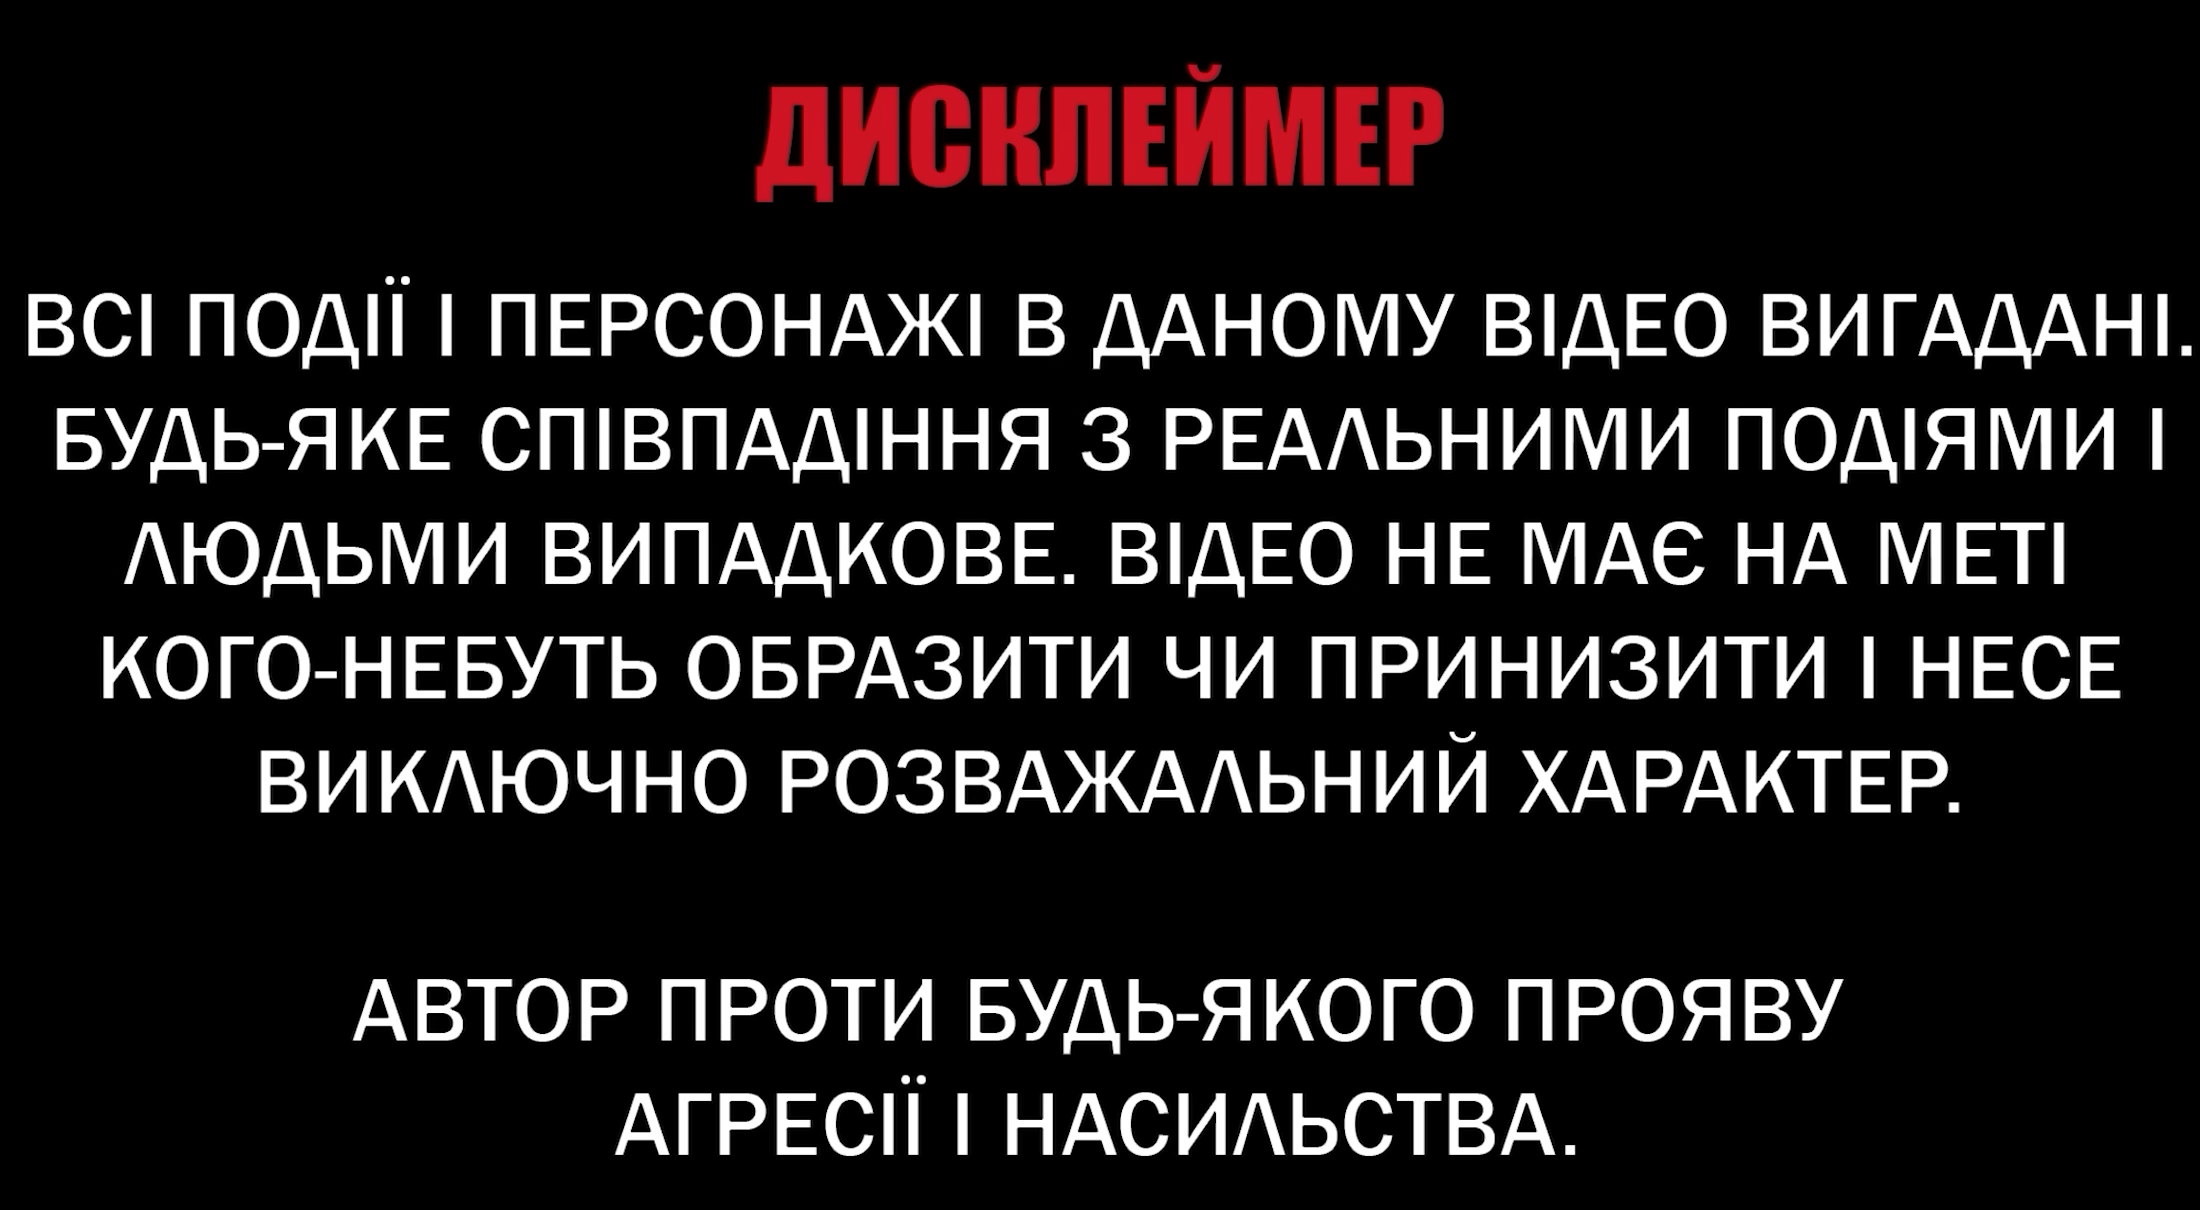 ДИСКЛЕЙМЕР
ВСІ ПОДІЇ І ПЕРСОНАЖІ В ДАНОМУ ВІДЕО ВИГАДАНІ.
БУДЬ-ЯКЕ СПІВПАДІННЯ З РЕАЛЬНИМИ ПОДІЯМИ І
ЛЮДЬМИ ВИПАДКОВЕ. ВІДЕО НЕ МАЄ НА МЕТІ
КОГО-НЕБУТЬ ОБРАЗИТИ ЧИ ПРИНИЗИТИ І НЕСЕ
ВИКЛЮЧНО РОЗВАЖАЛЬНИЙ ХАРАКТЕР.
АВТОР ПРОТИ БУДЬ-ЯКОГО ПРОЯВУ
АГРЕСІЇ І НАСИЛЬСТВА.